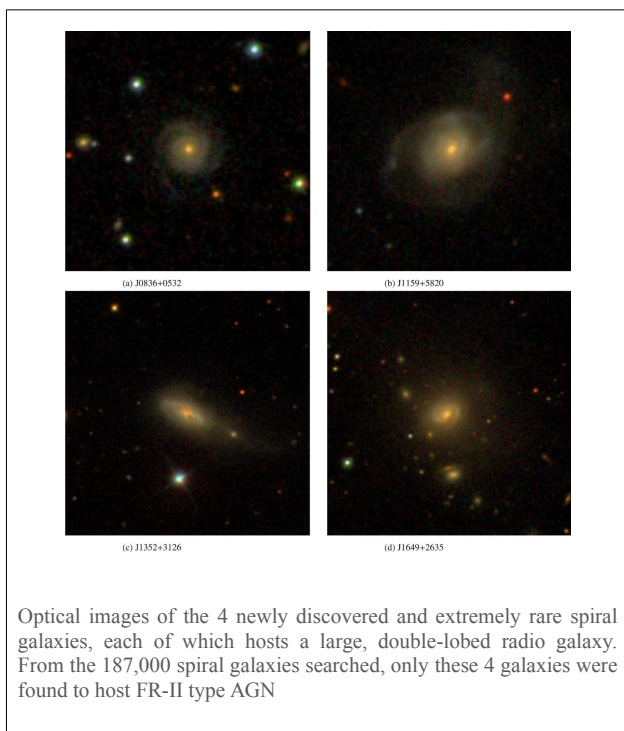 (a) J0836+0532
(b) J1159+5820
(c) J1352+3126
(d) J1649+2635
Optical images of the 4 newly discovered and extremely rare spiral
galaxies, each of which hosts a large, double-lobed radio galaxy.
From the 187,000 spiral galaxies searched, only these 4 galaxies were
found to host FR-II type AGN